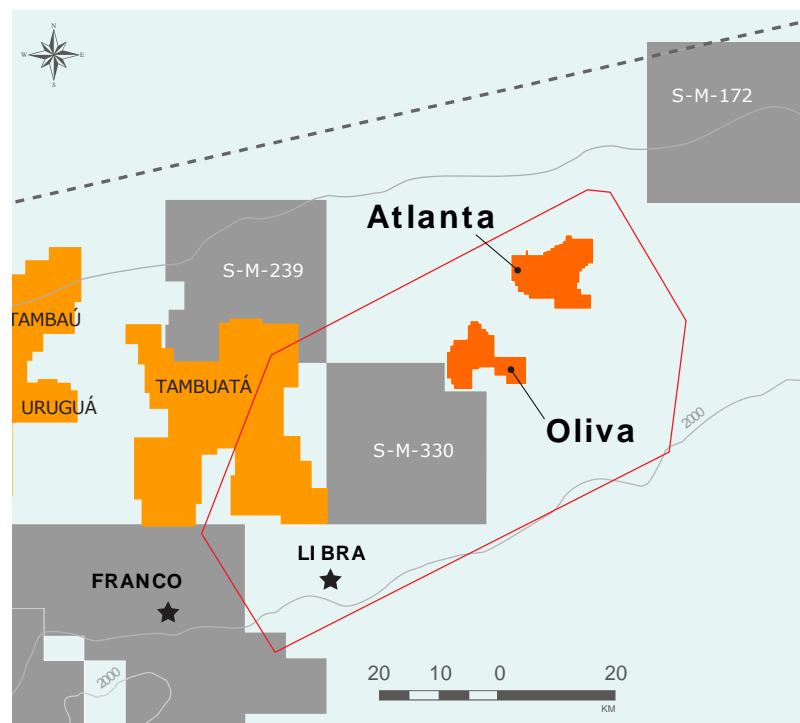 N
W E
S
S-M-172
Atlanta
S-M-239
TAMBAÚ
TAMBUATÁ
URUGUÁ
Oliva
2000
S-M-330
LIBRA
FRANCO
2000
20 10 0 20
KM